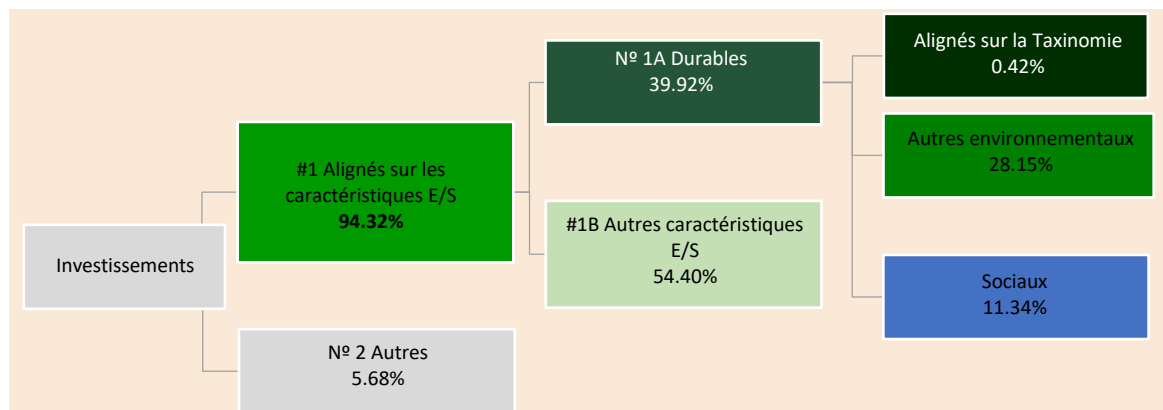 Investissements
#1 Alignés sur les
caractéristiques E/S
94.32%
Nº 2 Autres
5.68%
Nº 1A Durables
39.92%
#1B Autres caractéristiques
E/S
54.40%
Alignés sur la Taxinomie
0.42%
Autres environnementaux
28.15%
Sociaux
11.34%